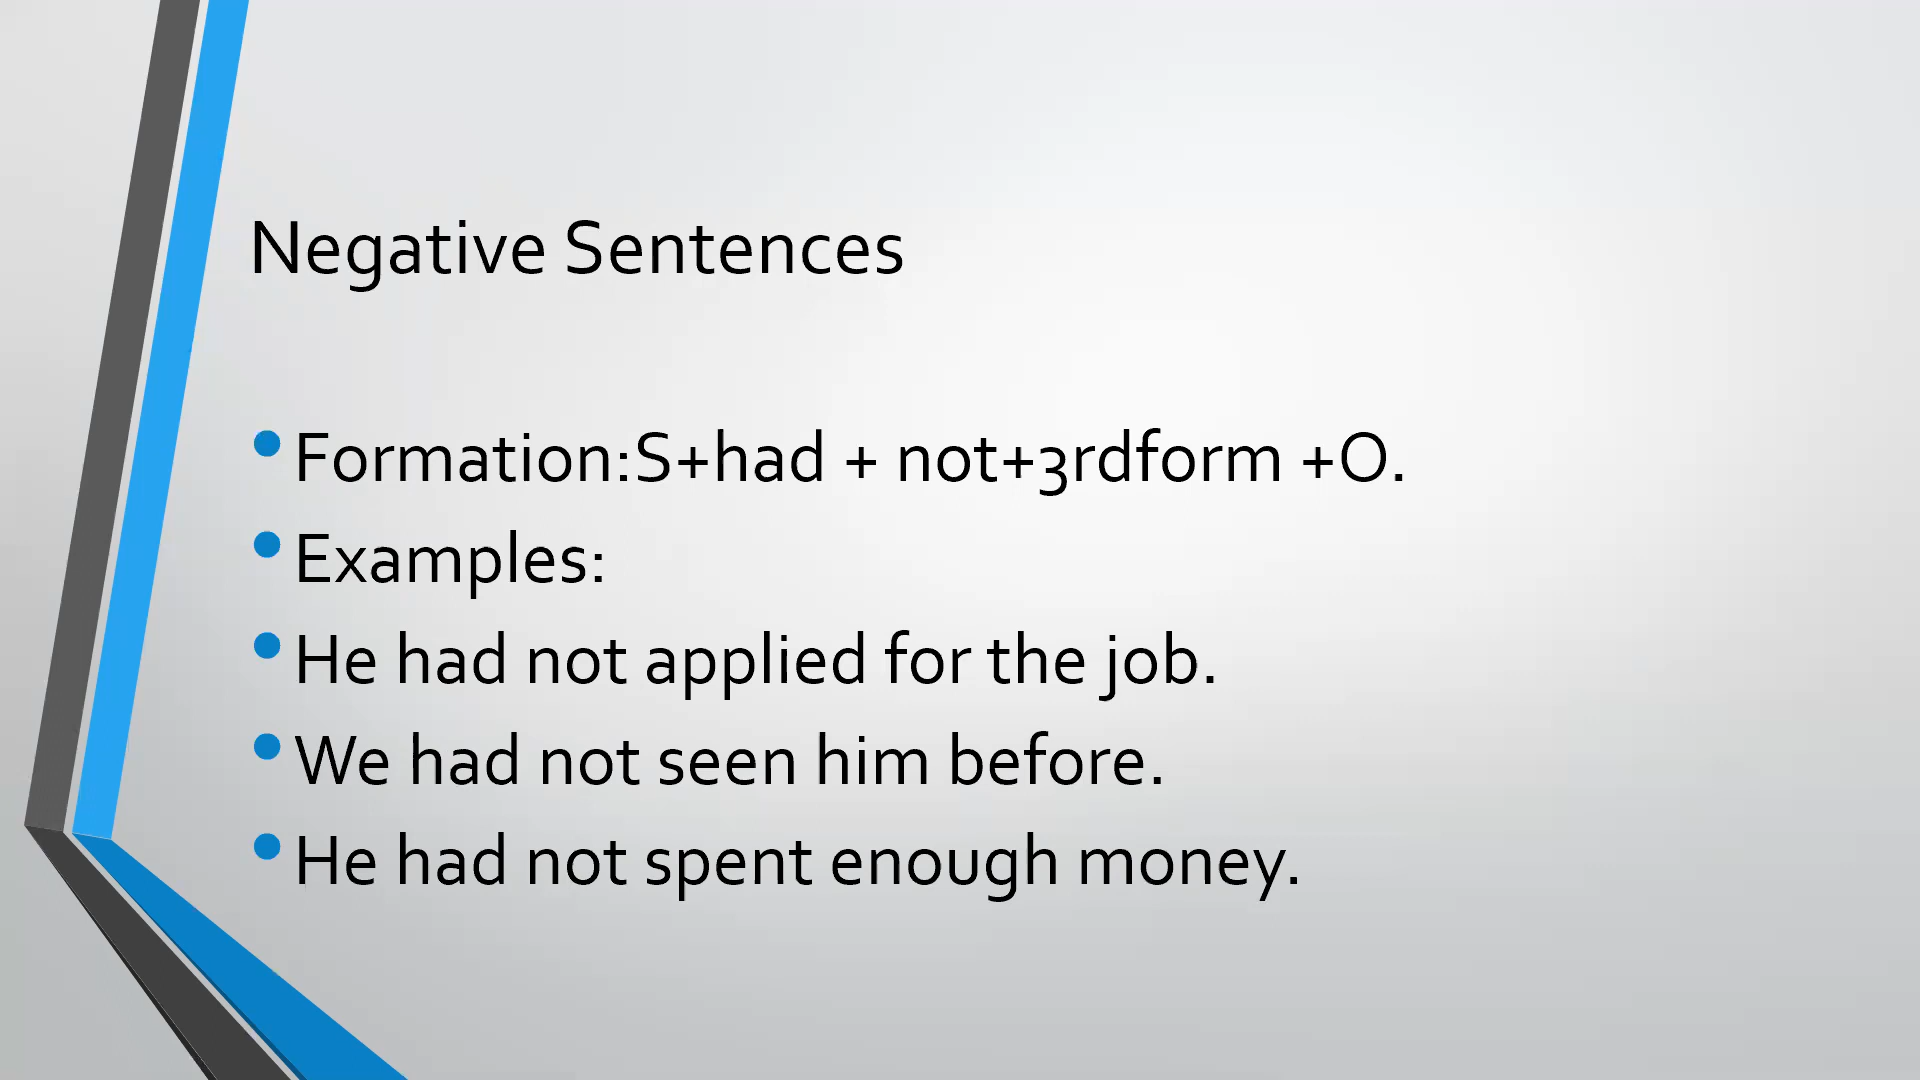 Negative Sentences
• Formation:S+had + not+3rdform +O.
• Examples:
• He had not applied for the job.
• We had not seen him before.
• He had not spent enough money.